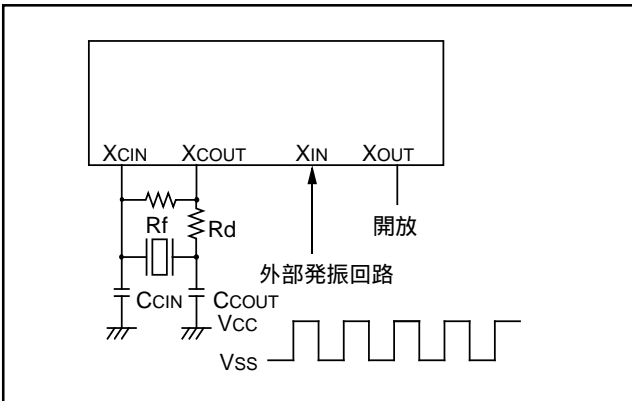 XCIN XCOUT XIN XOUT
Rf Rd
開放
外部発振回路
CCIN CCOUT
VCC
VSS